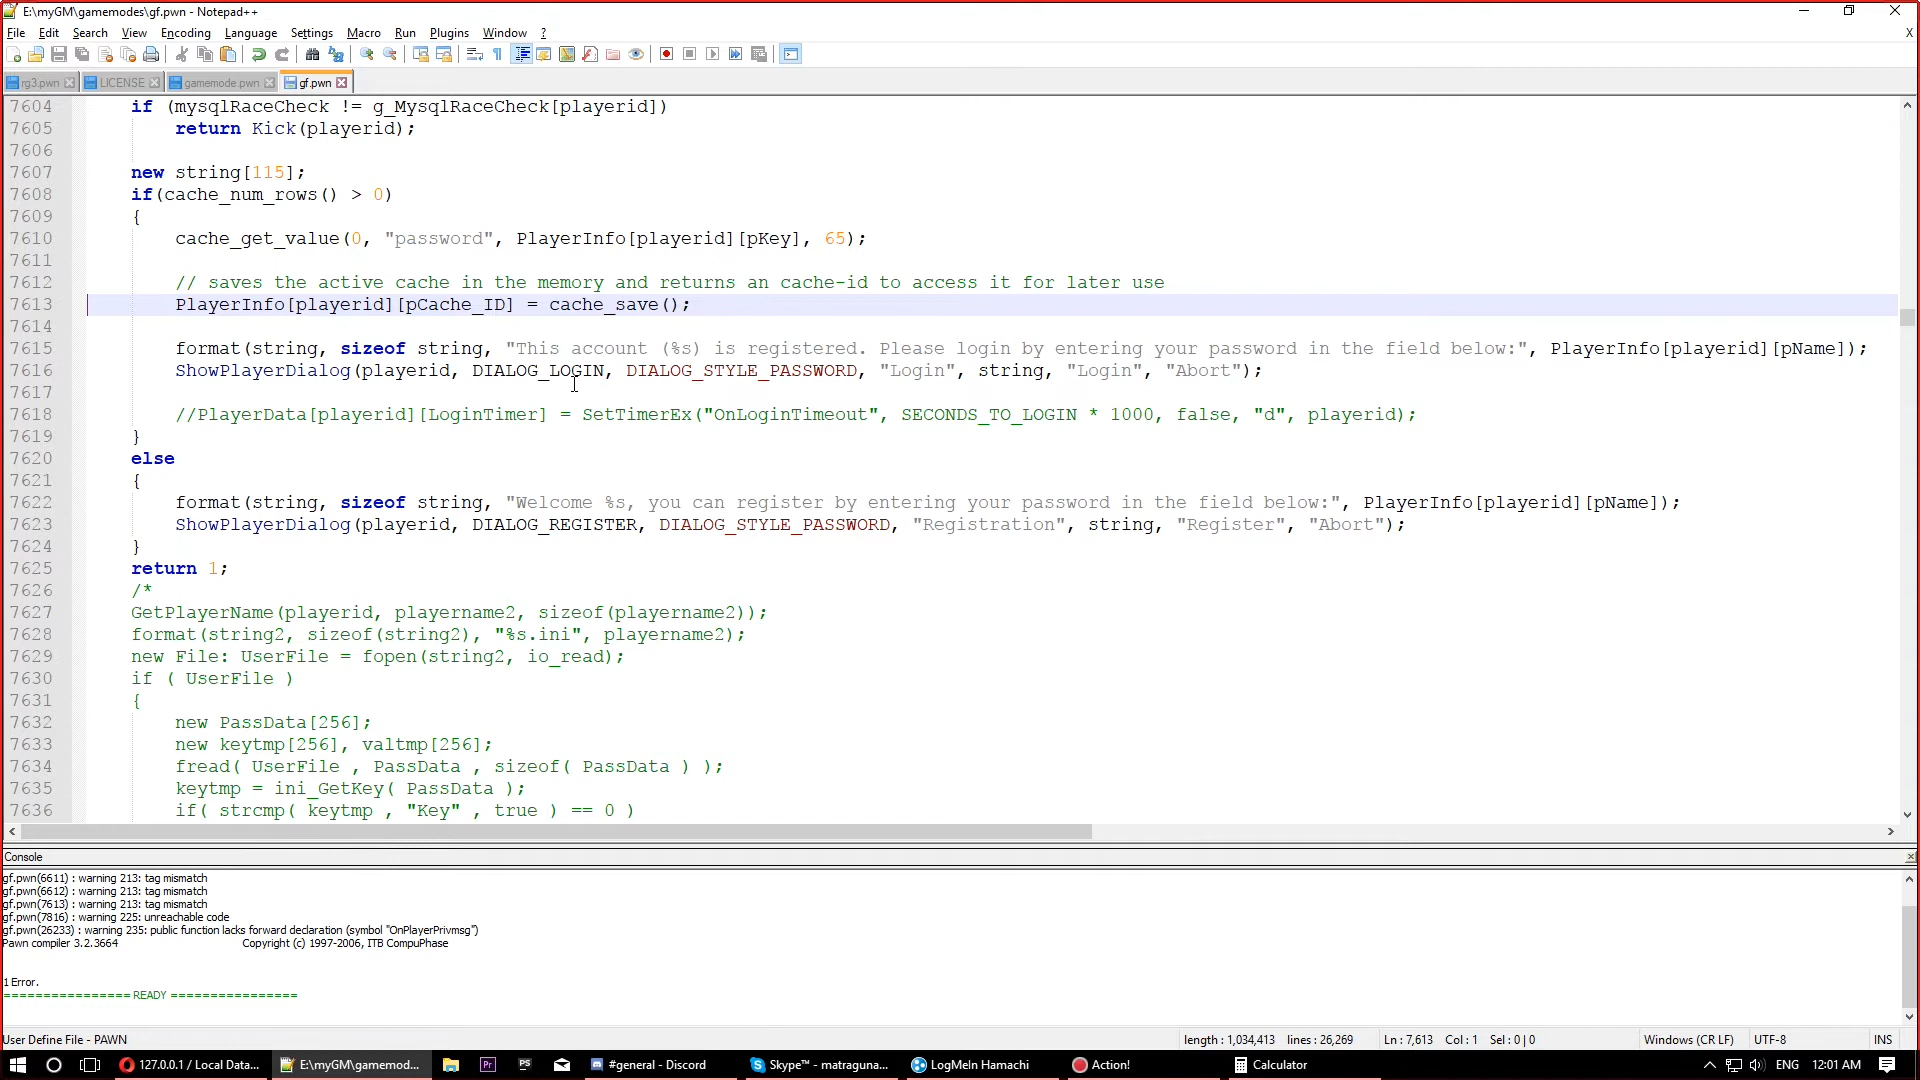 E:\myGM\gamemodes\gf.pwn - Notepad++
File Edit Search View Encoding Language Settings Macro Run Plugins Window ? X
rg3.pwn LICENSE gamemode.pwn gf.pwn
7604 if (mysqlRaceCheck != g_MysqlRaceCheck[playerid])
7605 return Kick(playerid);
7606
7607 new string[115];
7608 if(cache_num_rows() > 0)
7609 {
7610 cache_get_value(0, "password", PlayerInfo[playerid][pKey], 65);
7611
7612 // saves the active cache in the memory and returns an cache-id to access it for later use
7613 PlayerInfo[playerid][pCache_ID] = cache_save();
7614
7615 format(string, sizeof string, "This account (%s) is registered. Please login by entering your password in the field below:", PlayerInfo[playerid][pName]);
7616 ShowPlayerDialog(playerid, DIALOG_LOGIN, DIALOG_STYLE_PASSWORD, "Login", string, "Login", "Abort");
7617
7618 //PlayerData[playerid][LoginTimer] = SetTimerEx("OnLoginTimeout", SECONDS_TO_LOGIN * 1000, false, "d", playerid);
7619 }
7620 else
7621 {
7622 format(string, sizeof string, "Welcome %s, you can register by entering your password in the field below:", PlayerInfo[playerid][pName]);
7623 ShowPlayerDialog(playerid, DIALOG_REGISTER, DIALOG_STYLE_PASSWORD, "Registration", string, "Register", "Abort");
7624 }
7625 return 1;
7626 /*
7627 GetPlayerName(playerid, playername2, sizeof(playername2));
7628 format(string2, sizeof(string2), "%s.ini", playername2);
7629 new File: UserFile = fopen(string2, io_read);
7630 if ( UserFile )
7631 {
7632 new PassData[256];
7633 new keytmp[256], valtmp[256];
7634 fread( UserFile , PassData , sizeof( PassData ) );
7635 keytmp = ini_GetKey( PassData );
7636 if( strcmp( keytmp , "Key" , true ) == 0 )
Console
gf.pwn(6611) : warning 213: tag mismatch
gf.pwn(6612) : warning 213: tag mismatch
gf.pwn(7613) : warning 213: tag mismatch
gf.pwn(7816) : warning 225: unreachable code
gf.pwn(26233) : warning 235: public function lacks forward declaration (symbol "OnPlayerPrivmsg")
Pawn compiler 3.2.3664 Copyright (c) 1997-2006, ITB CompuPhase
1 Error.
================ READY ================
User Define File - PAWN length : 1,034,413 lines : 26,269 Ln : 7,613 Col : 1 Sel : 0 | 0 Windows (CR LF) UTF-8 INS
127.0.0.1 / Local Data... E:\myGM\gamemod... Pr PS #general - Discord Skype™ - matraguna... LogMeIn Hamachi Action! Calculator ENG 12:01 AM